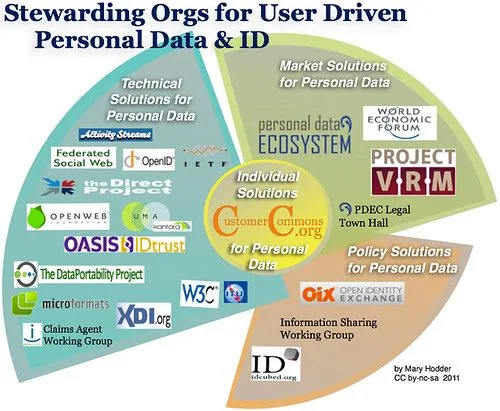 Stewarding Orgs for User Driven
Personal Data & ID
Technical
Solutions for
Personal Data
Activity Streams
Federated
Social Web
OpenID
I E T F
the Direct
Project
OPENWEB
FOUNDATION
UMA
kantara
OASIS IDtrust
The DataPortability Project
microformats
W3C
ITU
XDI.org
i
Claims Agent
Working Group
Market Solutions
for Personal Data
personal data
ECOSYSTEM
WORLD
ECONOMIC
FORUM
PROJECT
VRM
PDEC Legal
Town Hall
Individual
Solutions
CustomerCommons
.org
for Personal
Data
Policy Solutions
for Personal Data
OIX OPEN IDENTITY
EXCHANGE
Information Sharing
Working Group
ID
idcubed.org
by Mary Hodder
CC by-nc-sa 2011